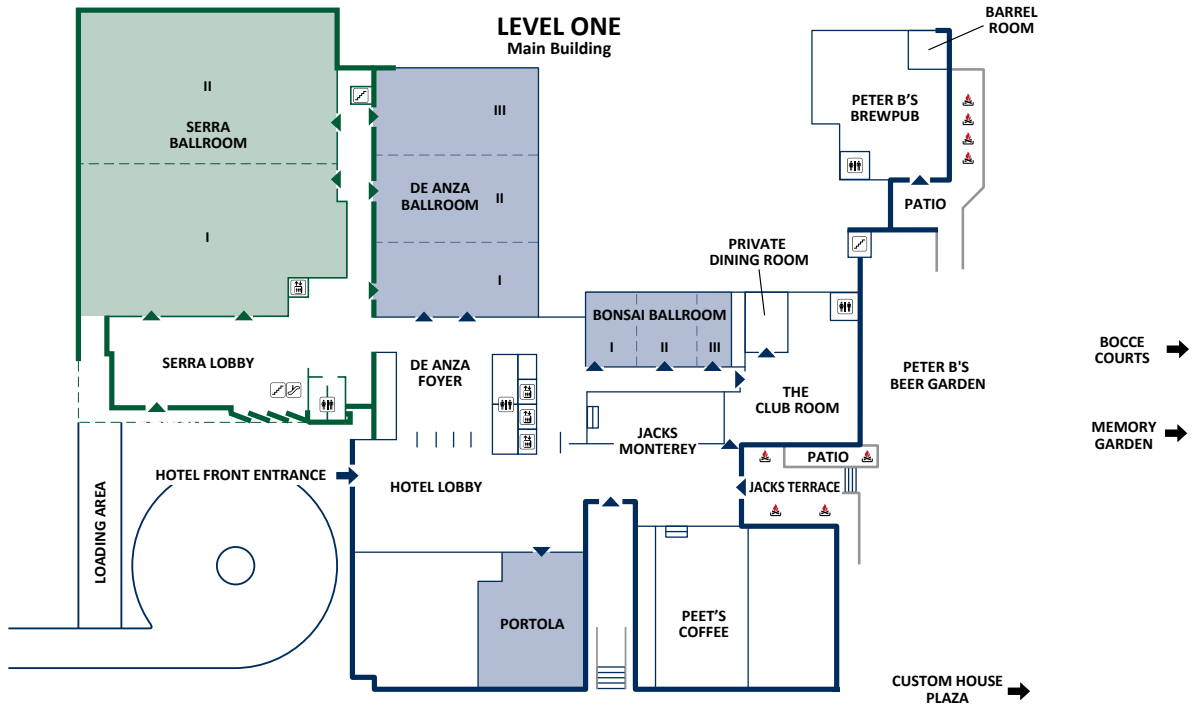 LEVEL ONE
Main Building
BARREL
ROOM
II
SERRA
BALLROOM
I
III
DE ANZA
BALLROOM
II
I
PETER B'S
BREWPUB
PATIO
PRIVATE
DINING ROOM
BONSAI BALLROOM
I II III
SERRA LOBBY
DE ANZA
FOYER
THE
CLUB ROOM
PETER B'S
BEER GARDEN
BOCCE
COURTS
MEMORY
GARDEN
JACKS
MONTEREY
PATIO
JACKS TERRACE
HOTEL FRONT ENTRANCE
HOTEL LOBBY
LOADING AREA
PORTOLA
PEET'S
COFFEE
CUSTOM HOUSE
PLAZA